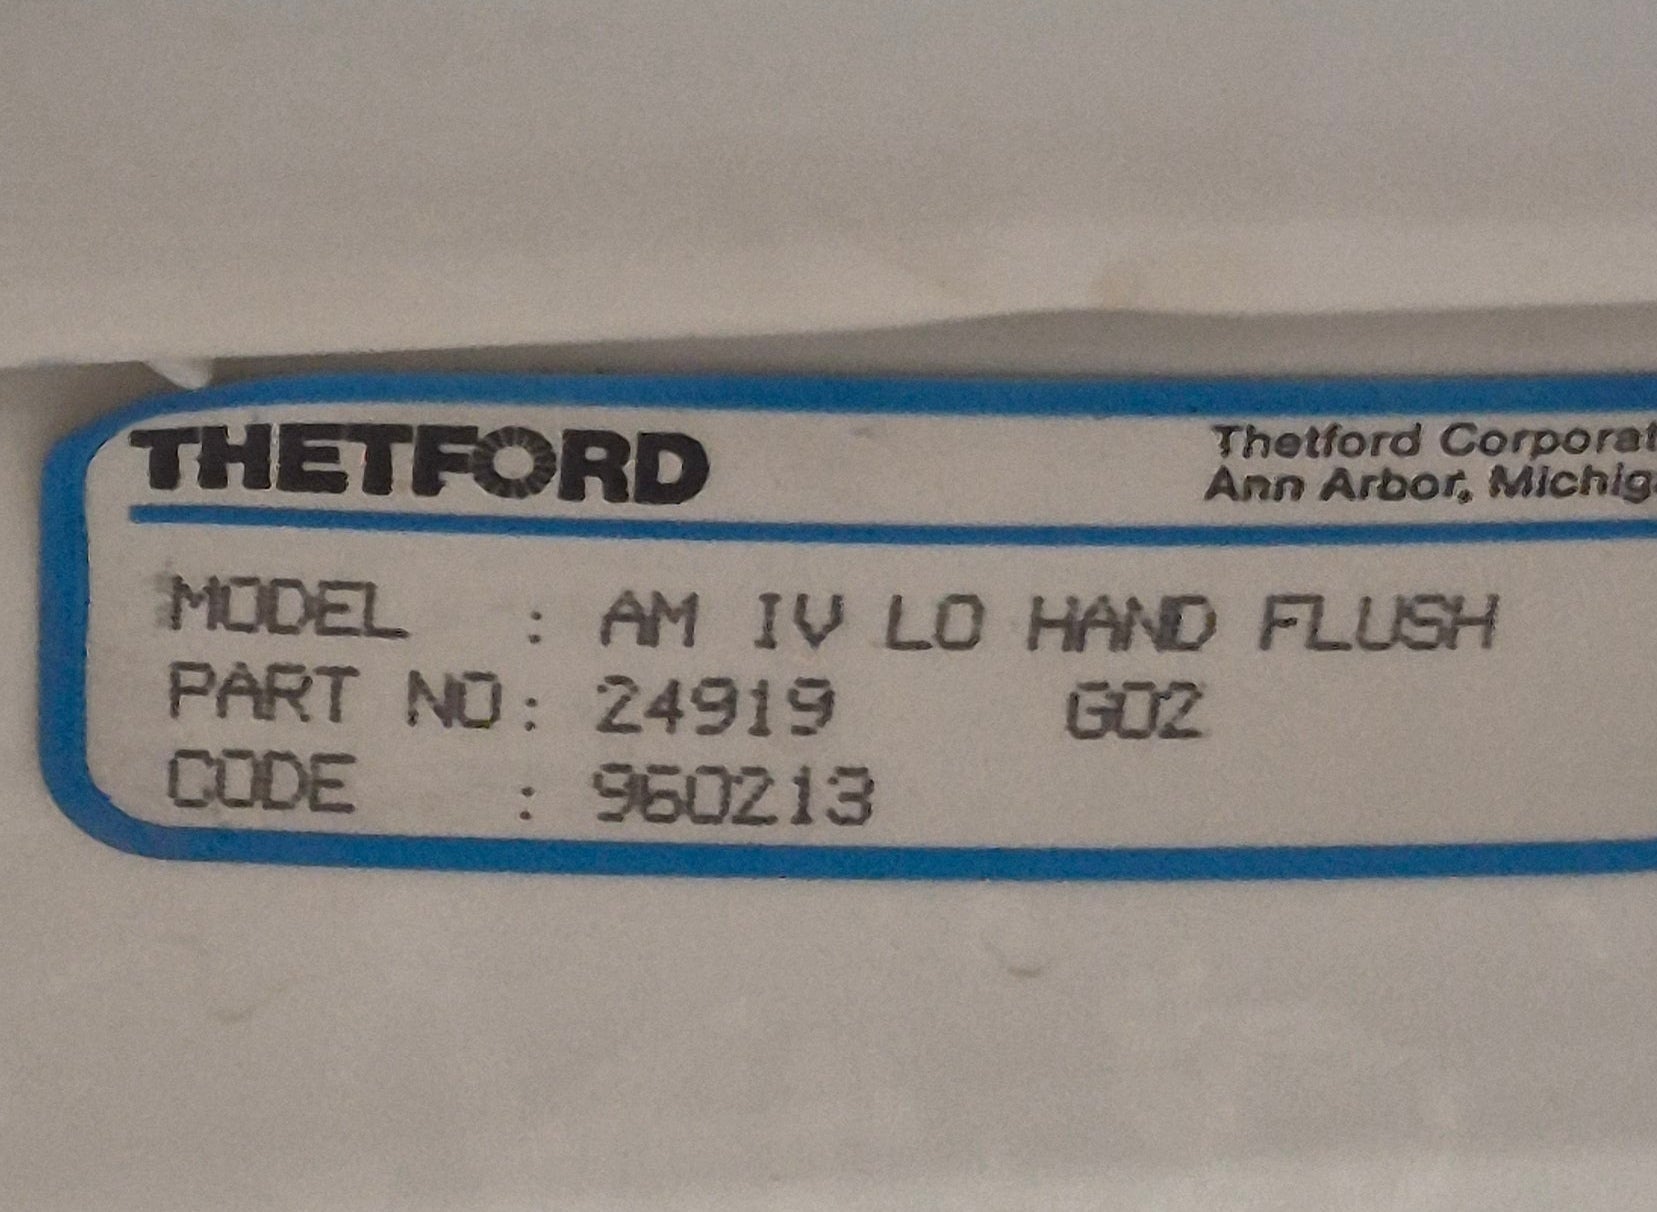 THETFORD
Thetford Corporat
Ann Arbor, Michig
MODEL : AM IV LO HAND FLUSH
PART NO: 24919 G02
CODE : 960213